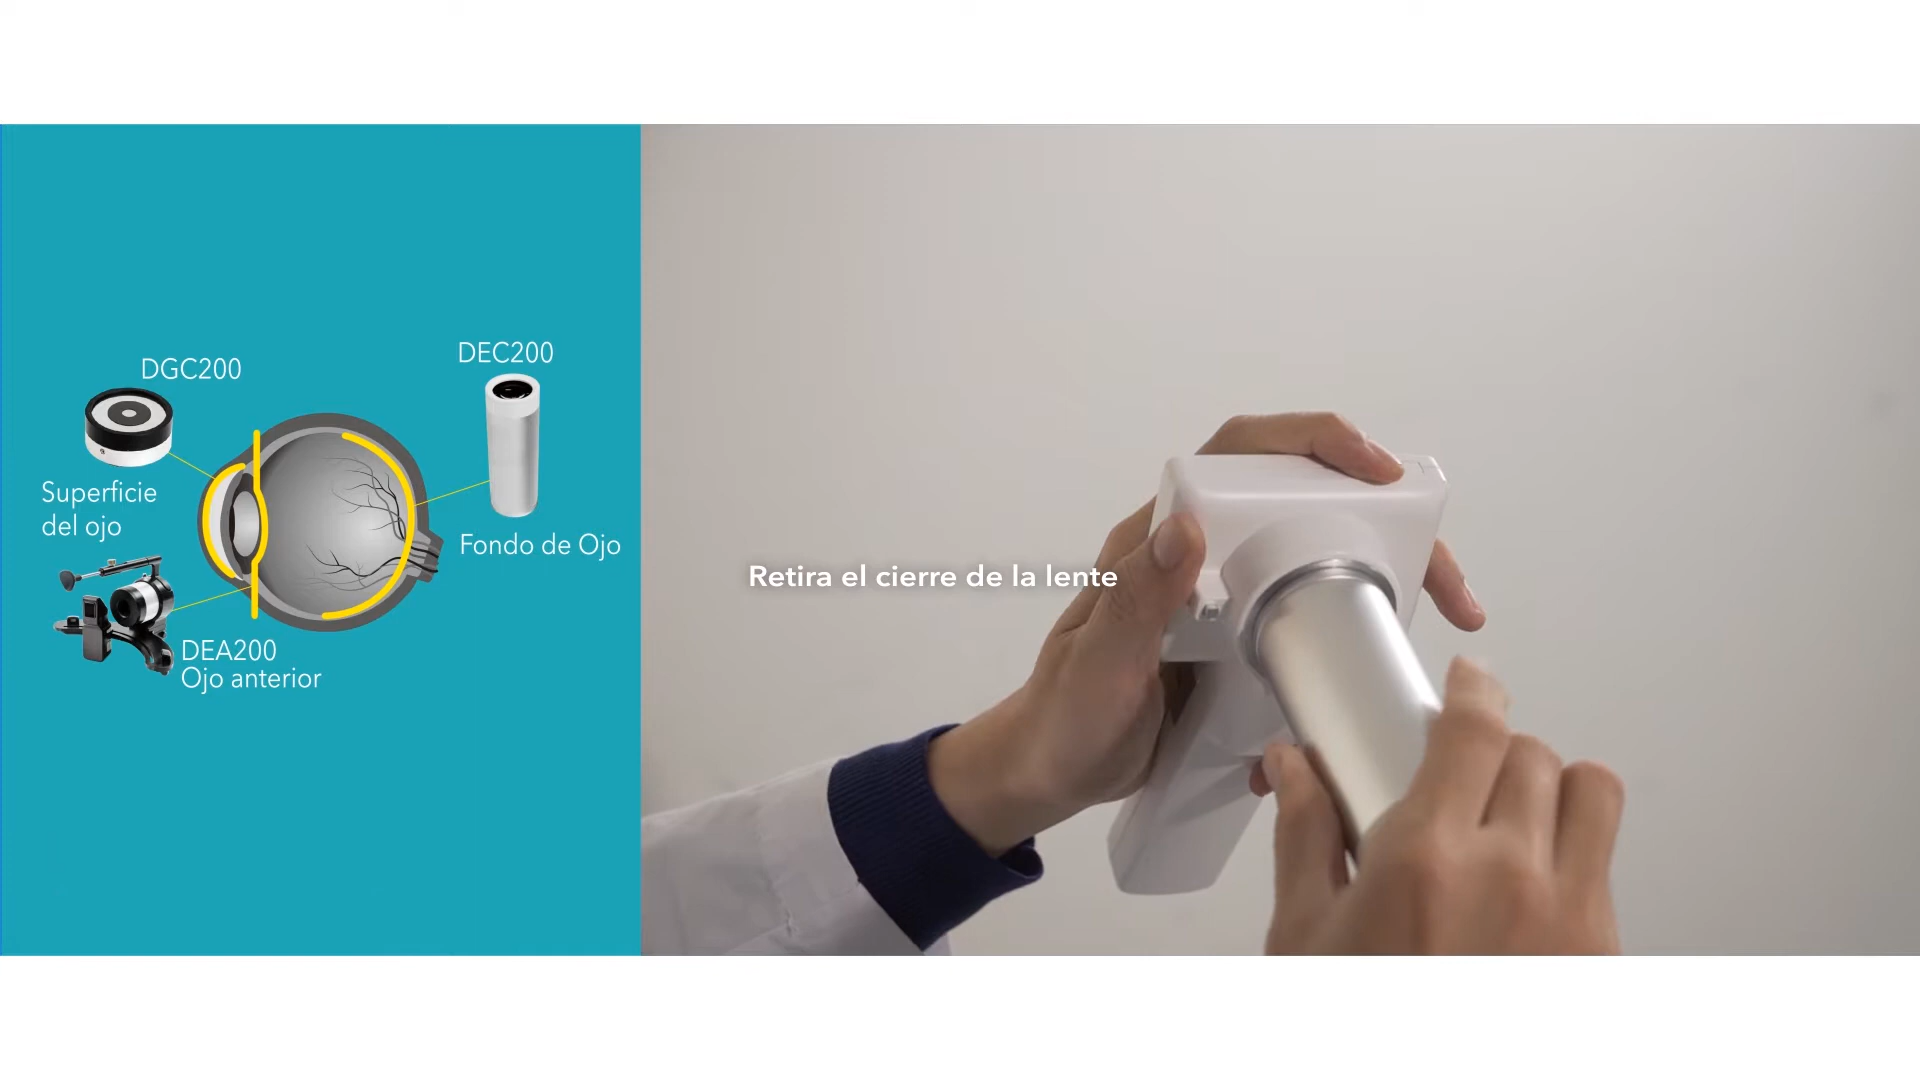 DGC200
Superficie
del ojo
DEA200
Ojo anterior
DEC200
Fondo de Ojo
Retira el cierre de la lente